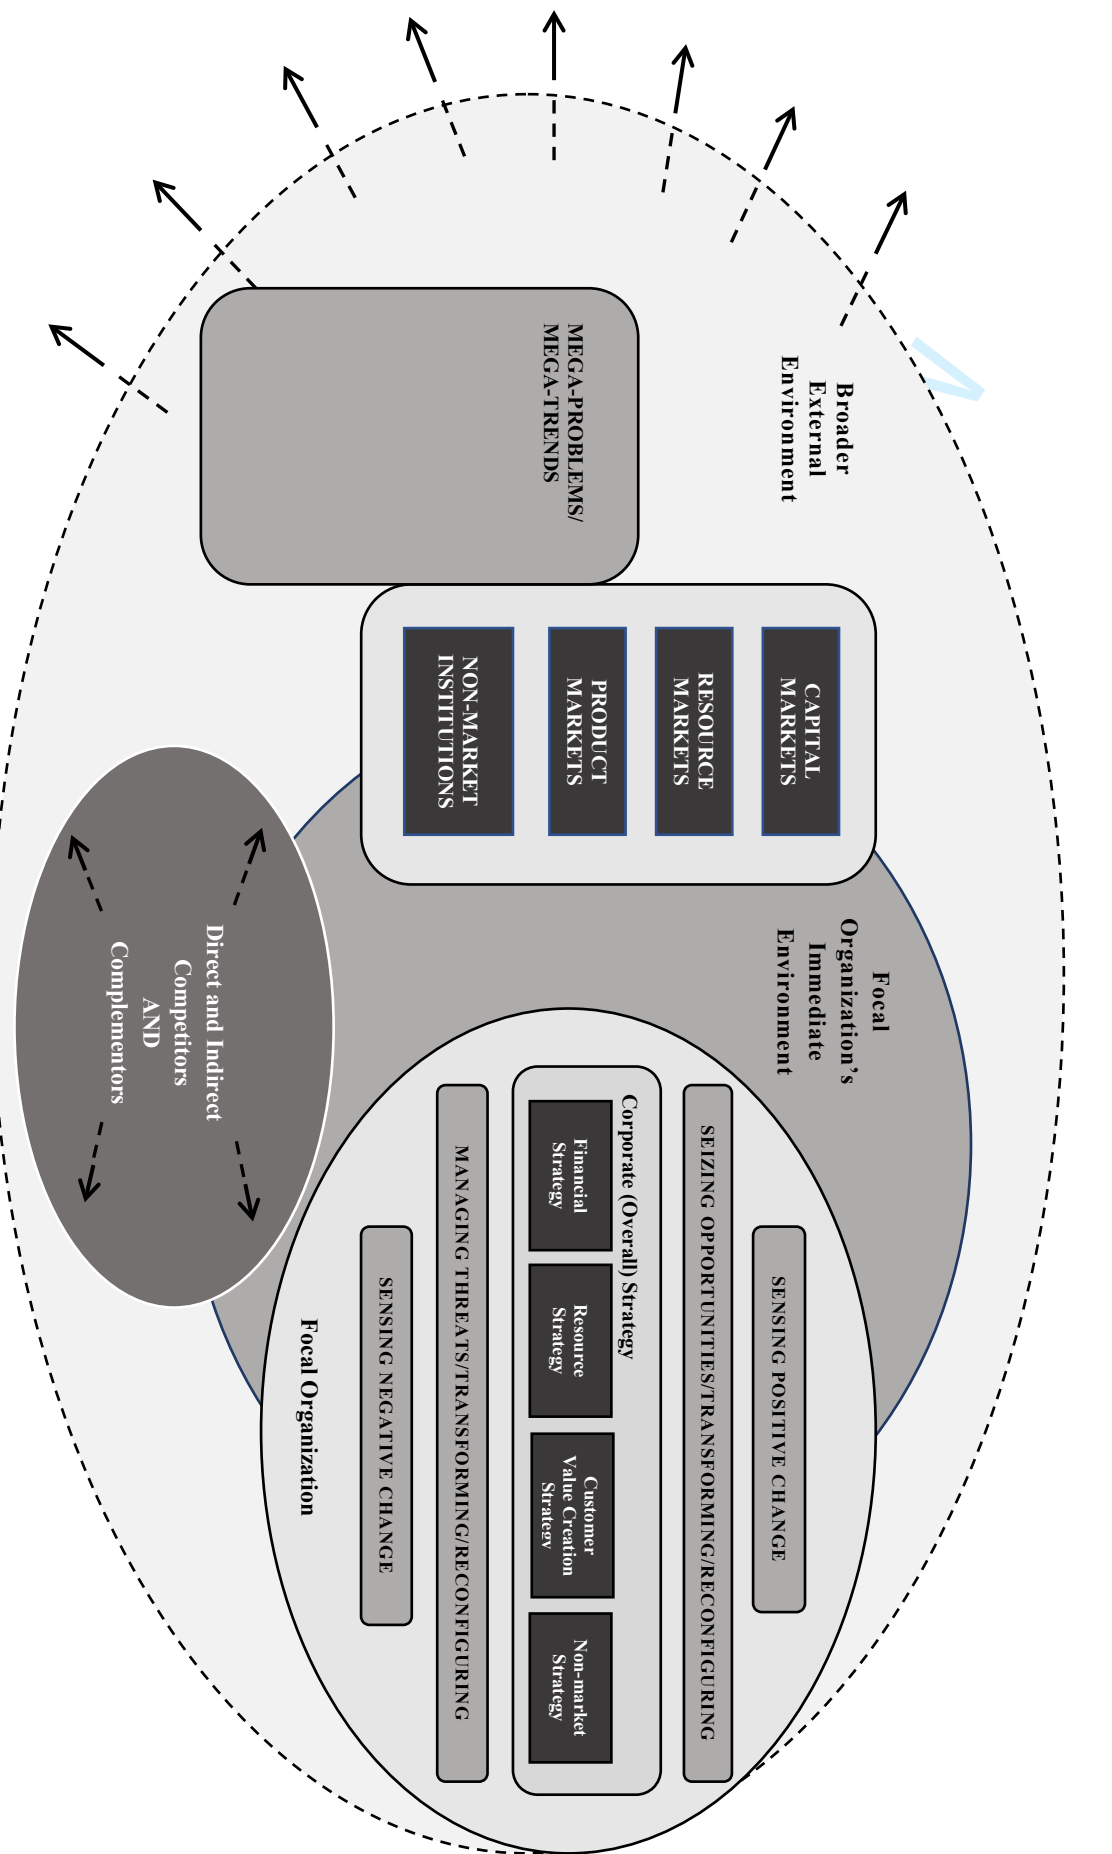 Broader
External
Environment
MEGA-PROBLEMS/
MEGA-TRENDS
CAPITAL
MARKETS
RESOURCE
MARKETS
PRODUCT
MARKETS
NON-MARKET
INSTITUTIONS
Focal
Organization's
Immediate
Environment
Direct and Indirect
Competitors
AND
Complementors
SENSING POSITIVE CHANGE
SEIZING OPPORTUNITIES/TRANSFORMING/RECONFIGURING
Corporate (Overall) Strategy
Financial
Strategy
Resource
Strategy
Customer
Value Creation
Strategy
Non-market
Strategy
MANAGING THREATS/TRANSFORMING/RECONFIGURING
SENSING NEGATIVE CHANGE
Focal Organization